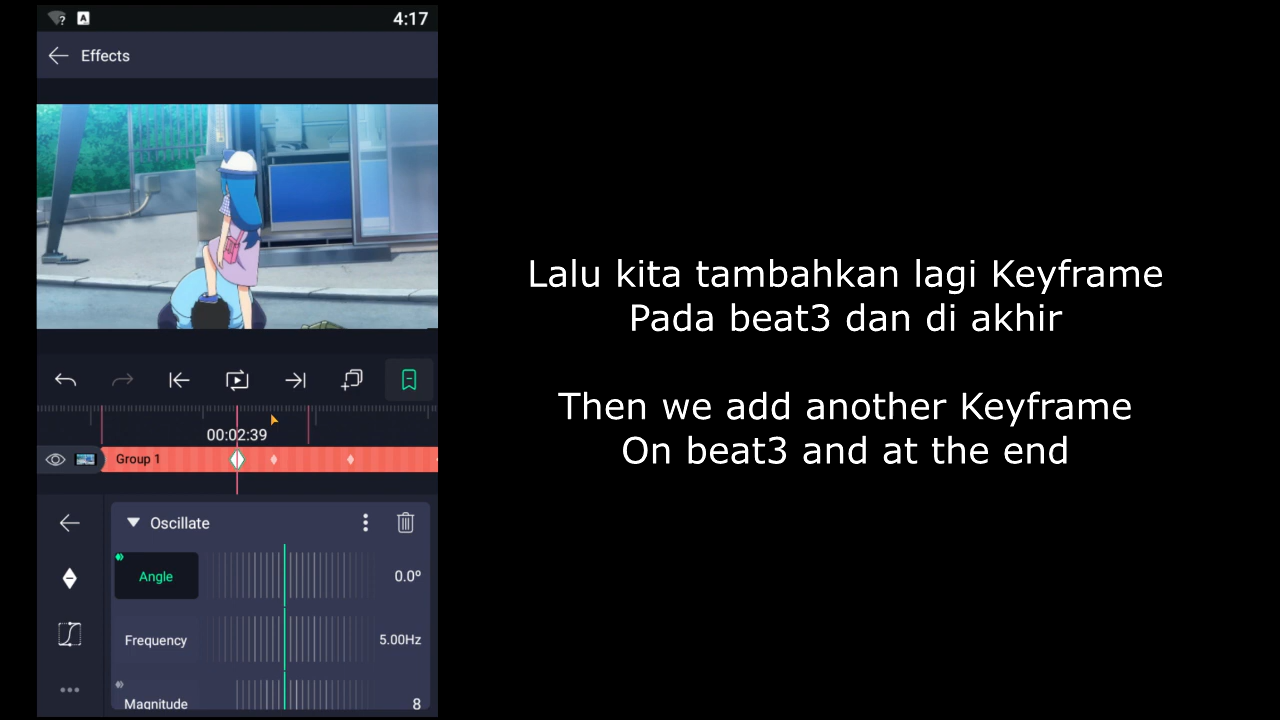 4:17
Effects
00:02:39
Group 1
Oscillate
Angle
0.0º
Frequency
5.00Hz
Magnitude
8
Lalu kita tambahkan lagi Keyframe
Pada beat3 dan di akhir
Then we add another Keyframe
On beat3 and at the end